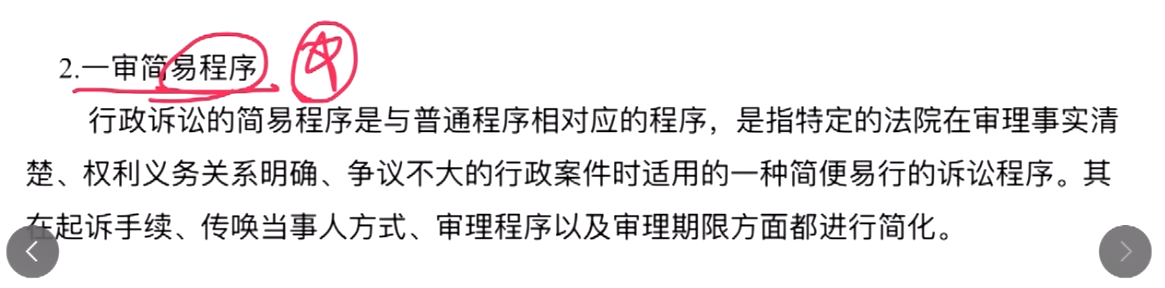 2.一审简易程序
行政诉讼的简易程序是与普通程序相对应的程序，是指特定的法院在审理事实清
楚、权利义务关系明确、争议不大的行政案件时适用的一种简便易行的诉讼程序。其
在起诉手续、传唤当事人方式、审理程序以及审理期限方面都进行简化。